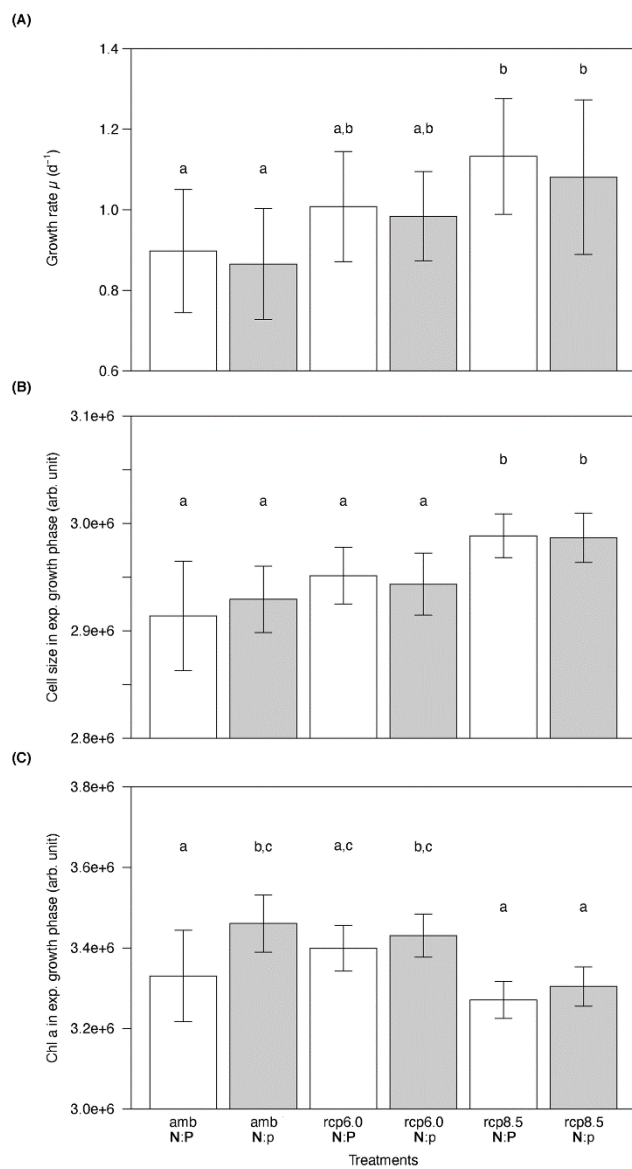 (A)
1.4
1.2
1.0
0.8
0.6
Growth rate μ (d⁻¹)
a
a
a,b
a,b
b
b
(B)
3.1e+6
3.0e+6
2.9e+6
2.8e+6
Cell size in exp. growth phase (arb. unit)
a
a
a
a
b
b
(C)
3.8e+6
3.6e+6
3.4e+6
3.2e+6
3.0e+6
Chl a in exp. growth phase (arb. unit)
a
b,c
a,c
b,c
a
a
amb amb rcp6.0 rcp6.0 rcp8.5 rcp8.5
N:P N:p N:P N:p N:P N:p
Treatments